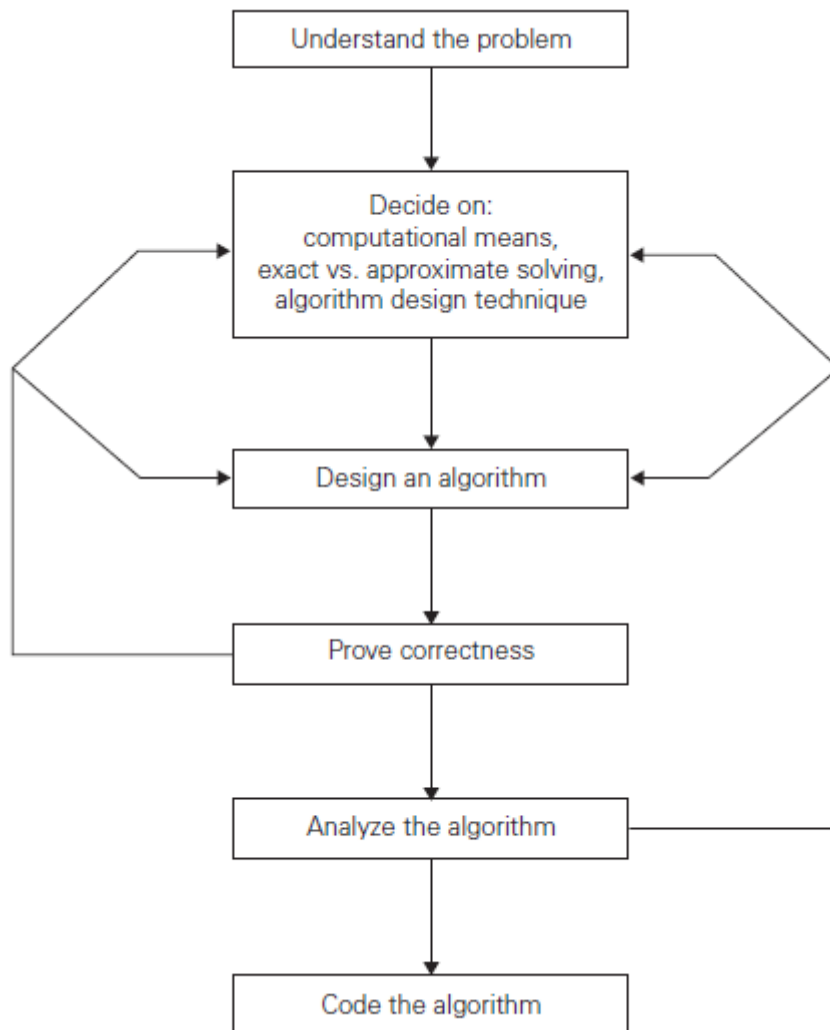 Understand the problem
Decide on:
computational means,
exact vs. approximate solving,
algorithm design technique
Design an algorithm
Prove correctness
Analyze the algorithm
Code the algorithm